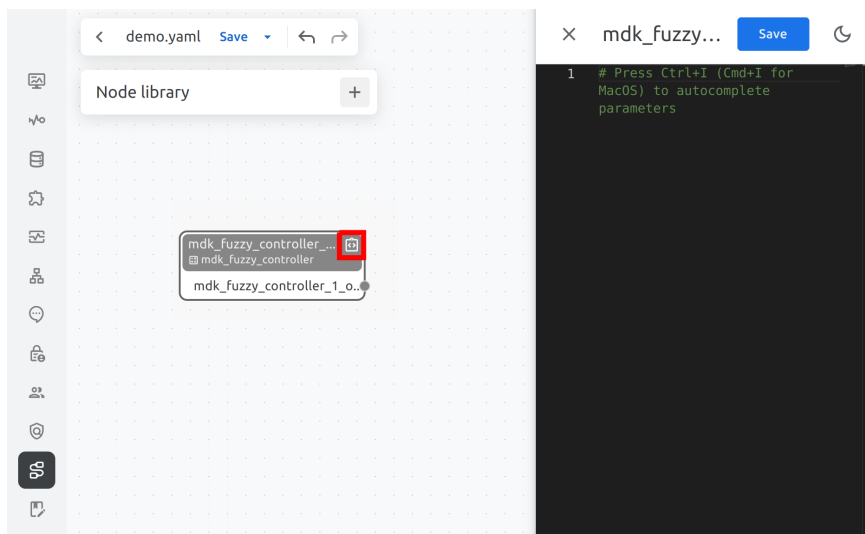 demo.yaml Save
Node library +
mdk_fuzzy_controller_...
mdk_fuzzy_controller
mdk_fuzzy_controller_1_o..
mdk_fuzzy... Save
1 # Press Ctrl+I (Cmd+I for
MacOS) to autocomplete
parameters